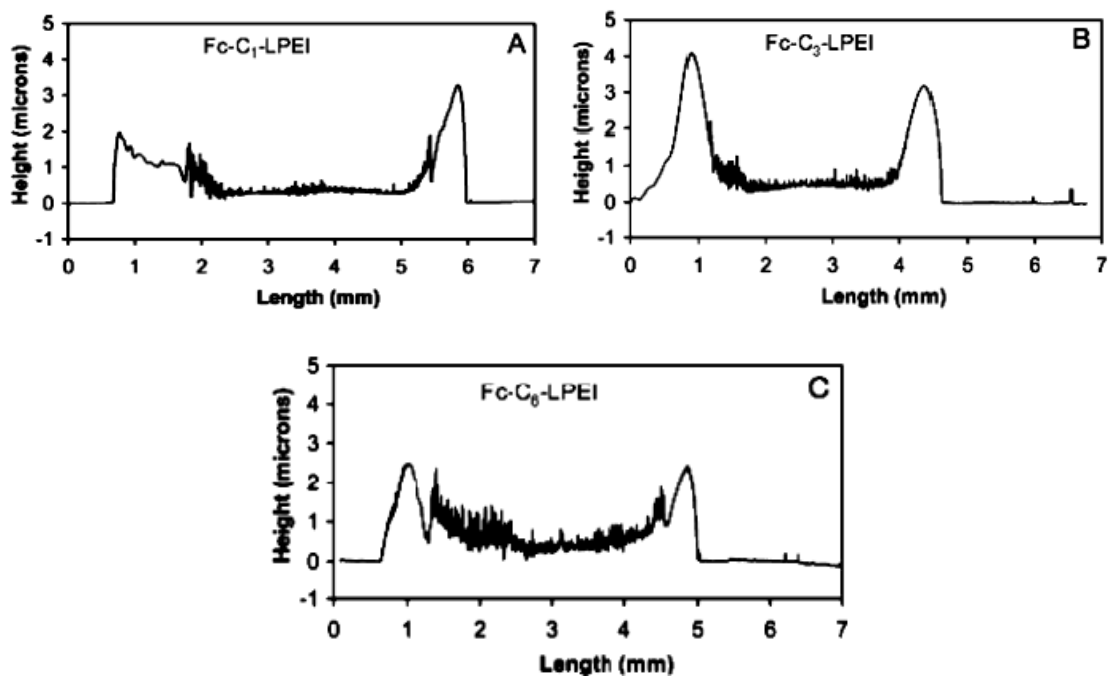 Fc-C₁-LPEI
A
Height (microns)
5
4
3
2
1
0
-1
0 1 2 3 4 5 6 7
Length (mm)
Fc-C₃-LPEI
B
Height (microns)
5
4
3
2
1
0
-1
0 1 2 3 4 5 6 7
Length (mm)
Fc-C₆-LPEI
C
Height (microns)
5
4
3
2
1
0
-1
0 1 2 3 4 5 6 7
Length (mm)